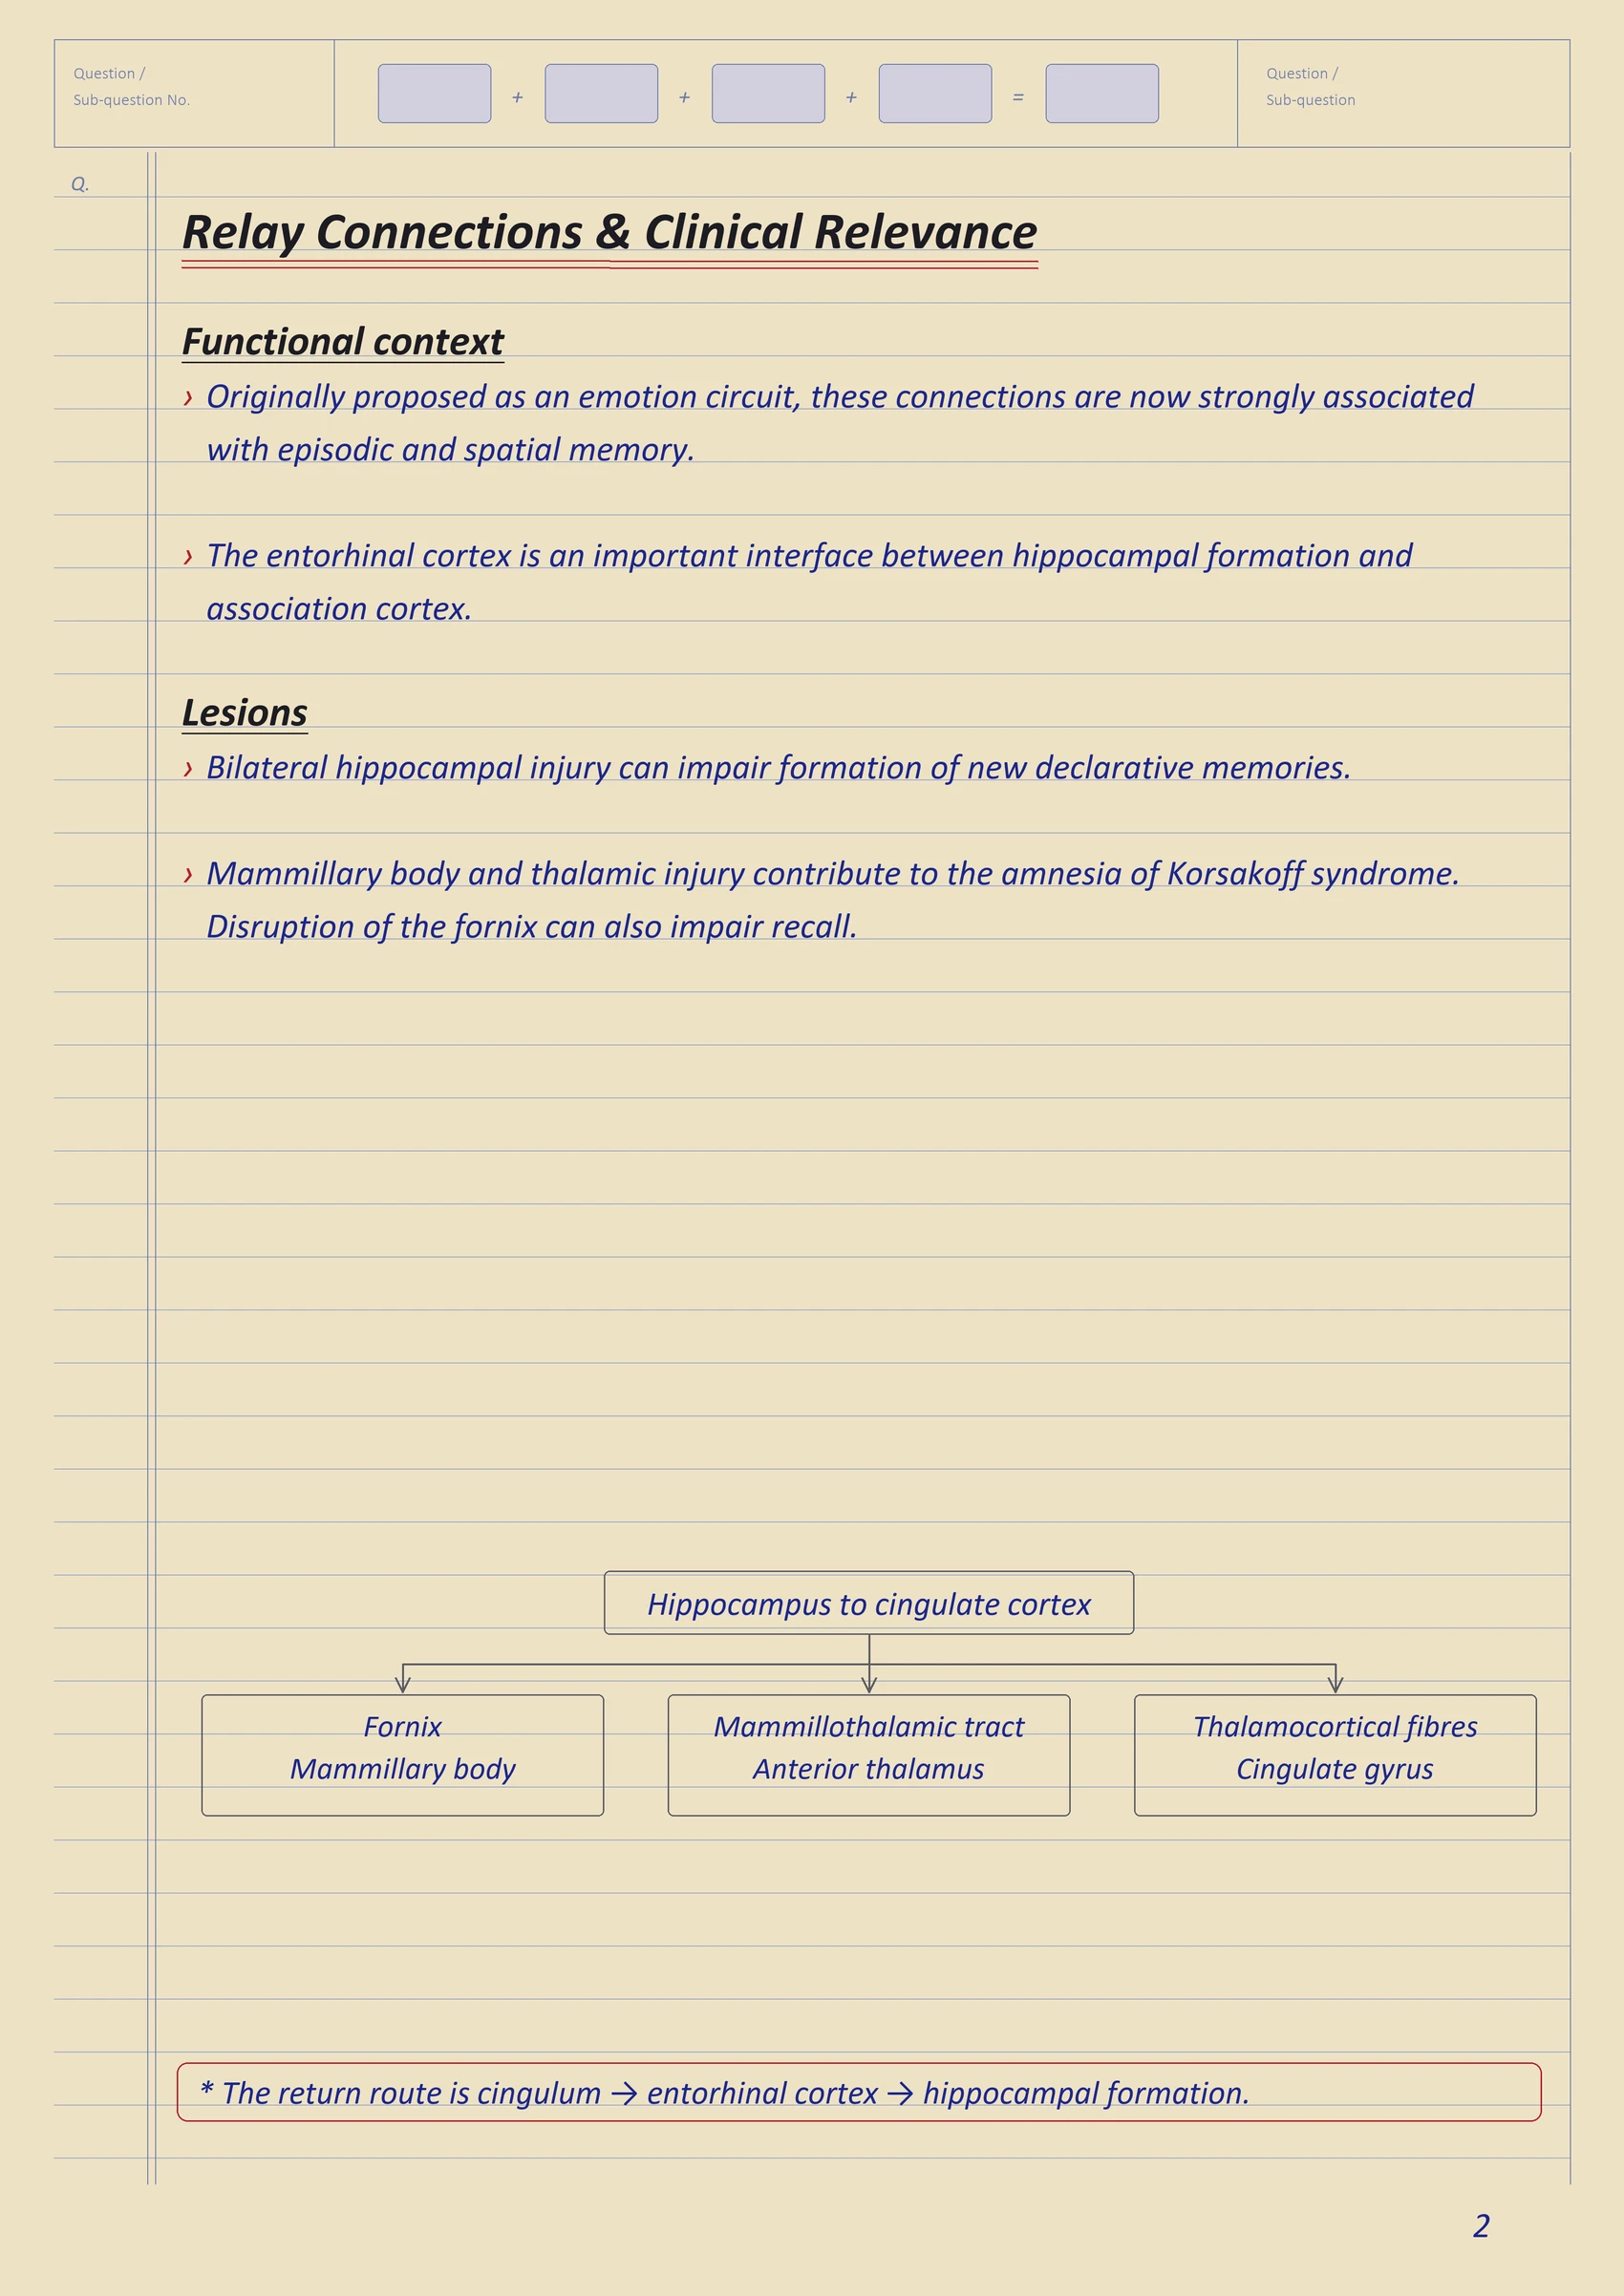 Question /
Sub-question No.
+ + + =
Question /
Sub-question
Q.
Relay Connections & Clinical Relevance
Functional context
› Originally proposed as an emotion circuit, these connections are now strongly associated
with episodic and spatial memory.
› The entorhinal cortex is an important interface between hippocampal formation and
association cortex.
Lesions
› Bilateral hippocampal injury can impair formation of new declarative memories.
› Mammillary body and thalamic injury contribute to the amnesia of Korsakoff syndrome.
Disruption of the fornix can also impair recall.
Hippocampus to cingulate cortex
Fornix
Mammillary body
Mammillothalamic tract
Anterior thalamus
Thalamocortical fibres
Cingulate gyrus
* The return route is cingulum → entorhinal cortex → hippocampal formation.
2